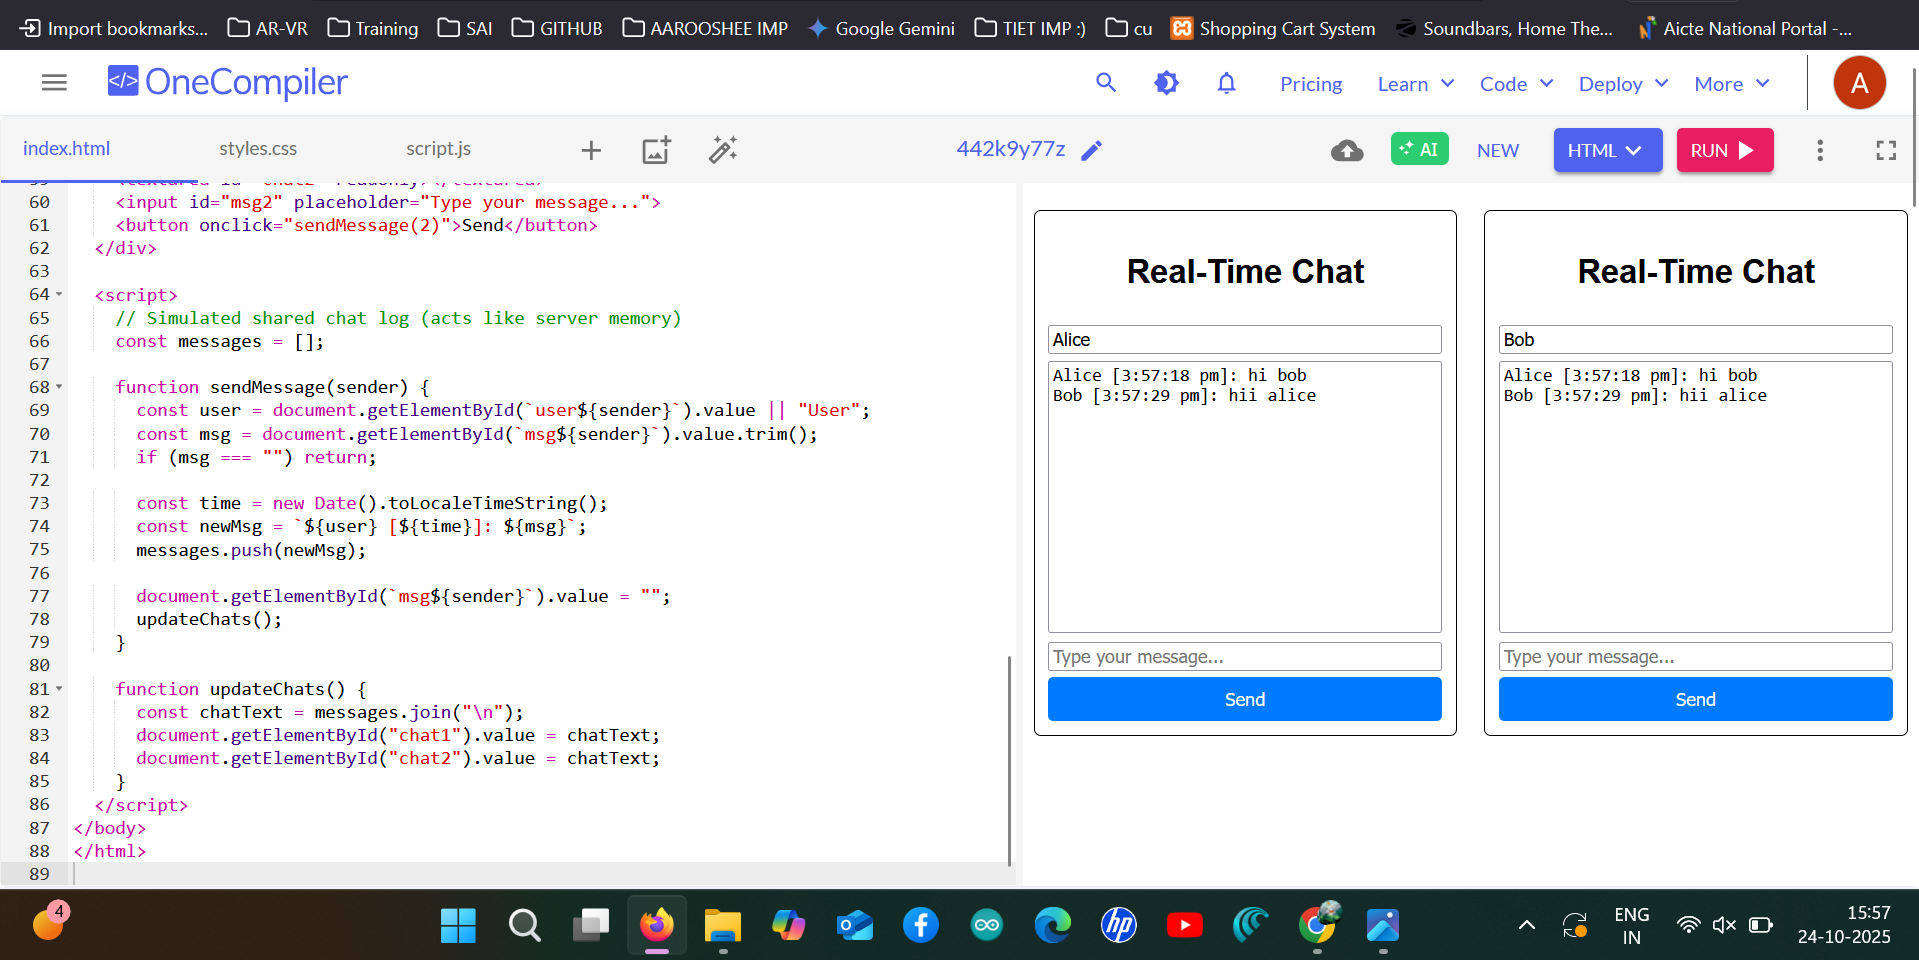 Import bookmarks... AR-VR Training SAI GITHUB AAROOSHEE IMP Google Gemini TIET IMP :) cu Shopping Cart System Soundbars, Home The... Aicte National Portal -...
</> OneCompiler Pricing Learn Code Deploy More A
index.html styles.css script.js 442k9y77z AI NEW HTML RUN
60 <input id="msg2" placeholder="Type your message...">
61 <button onclick="sendMessage(2)">Send</button>
62 </div>
63
64 <script>
65 // Simulated shared chat log (acts like server memory)
66 const messages = [];
67
68 function sendMessage(sender) {
69 const user = document.getElementById(`user${sender}`).value || "User";
70 const msg = document.getElementById(`msg${sender}`).value.trim();
71 if (msg === "") return;
72
73 const time = new Date().toLocaleTimeString();
74 const newMsg = `${user} [${time}]: ${msg}`;
75 messages.push(newMsg);
76
77 document.getElementById(`msg${sender}`).value = "";
78 updateChats();
79 }
80
81 function updateChats() {
82 const chatText = messages.join("\n");
83 document.getElementById("chat1").value = chatText;
84 document.getElementById("chat2").value = chatText;
85 }
86 </script>
87 </body>
88 </html>
89
Real-Time Chat
Alice
Alice [3:57:18 pm]: hi bob
Bob [3:57:29 pm]: hii alice
Type your message...
Send
Real-Time Chat
Bob
Alice [3:57:18 pm]: hi bob
Bob [3:57:29 pm]: hii alice
Type your message...
Send
4
hp
ENG
IN
15:57
24-10-2025